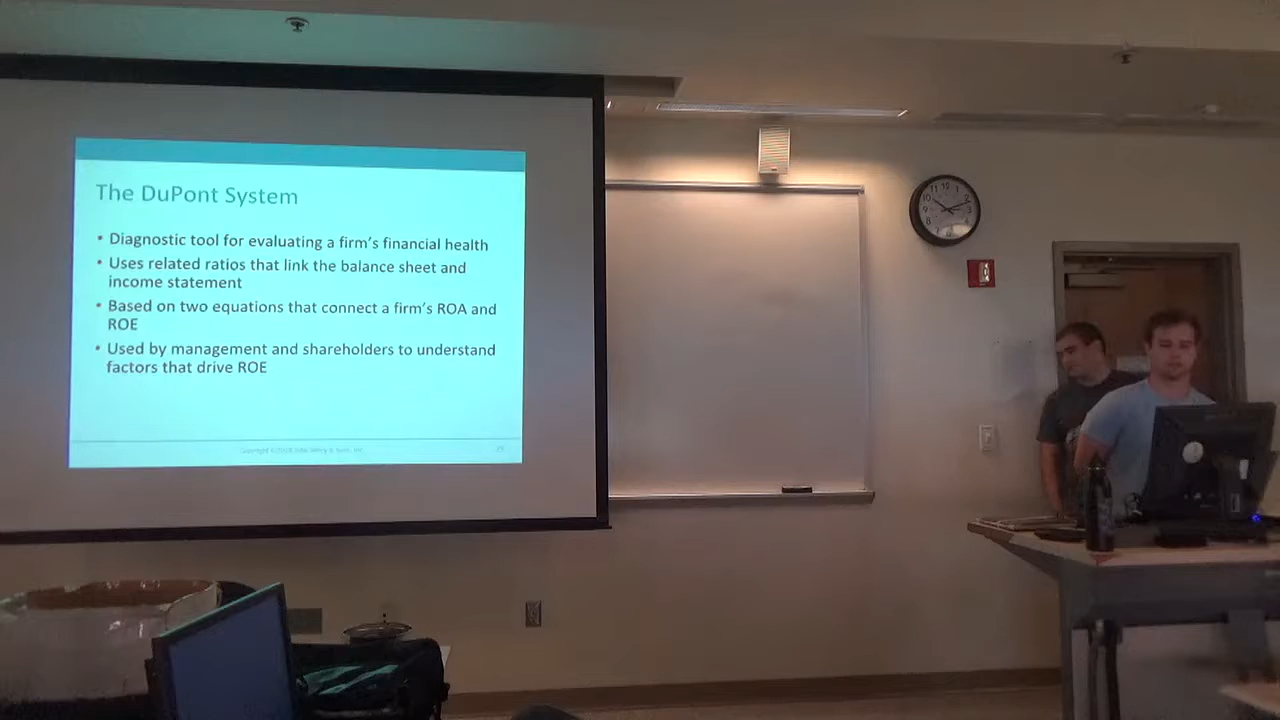 The DuPont System
• Diagnostic tool for evaluating a firm's financial health
• Uses related ratios that link the balance sheet and
income statement
• Based on two equations that connect a firm's ROA and
ROE
• Used by management and shareholders to understand
factors that drive ROE